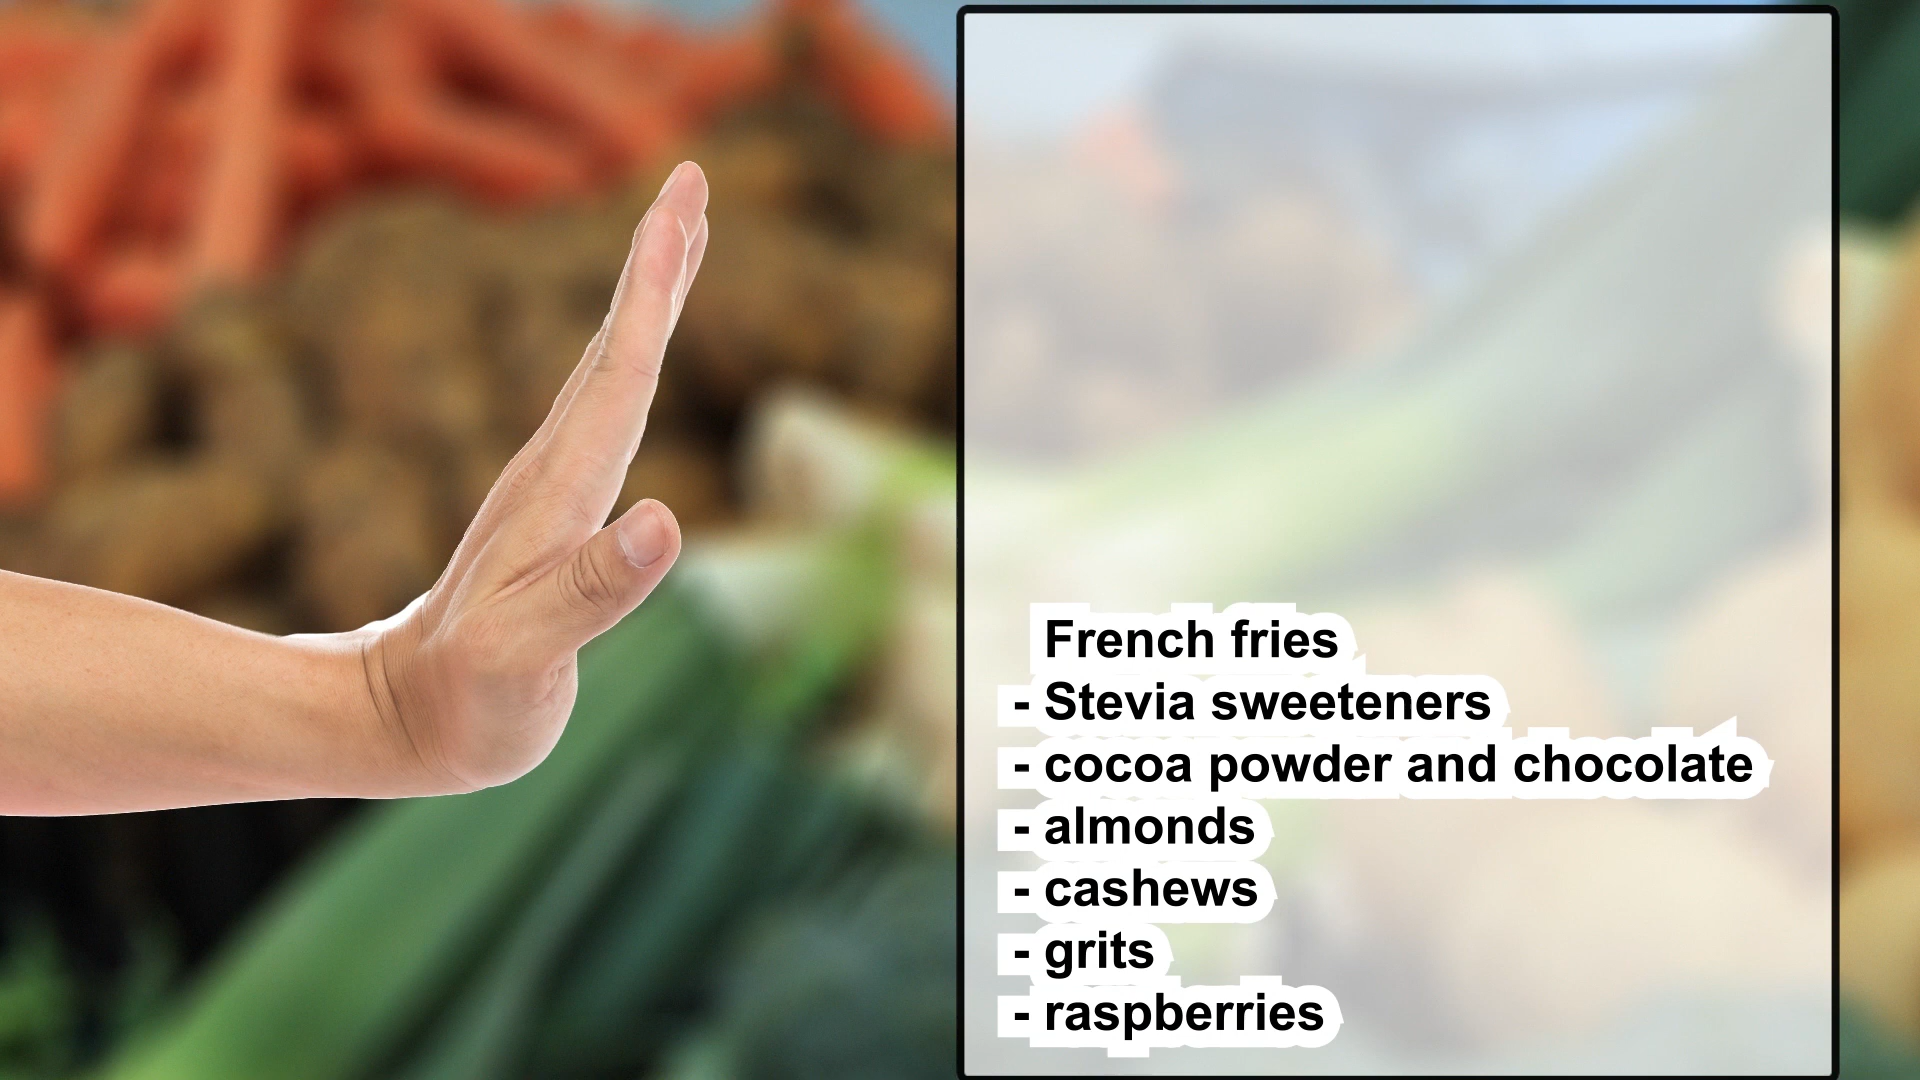 French fries
- Stevia sweeteners
- cocoa powder and chocolate
- almonds
- cashews
- grits
- raspberries